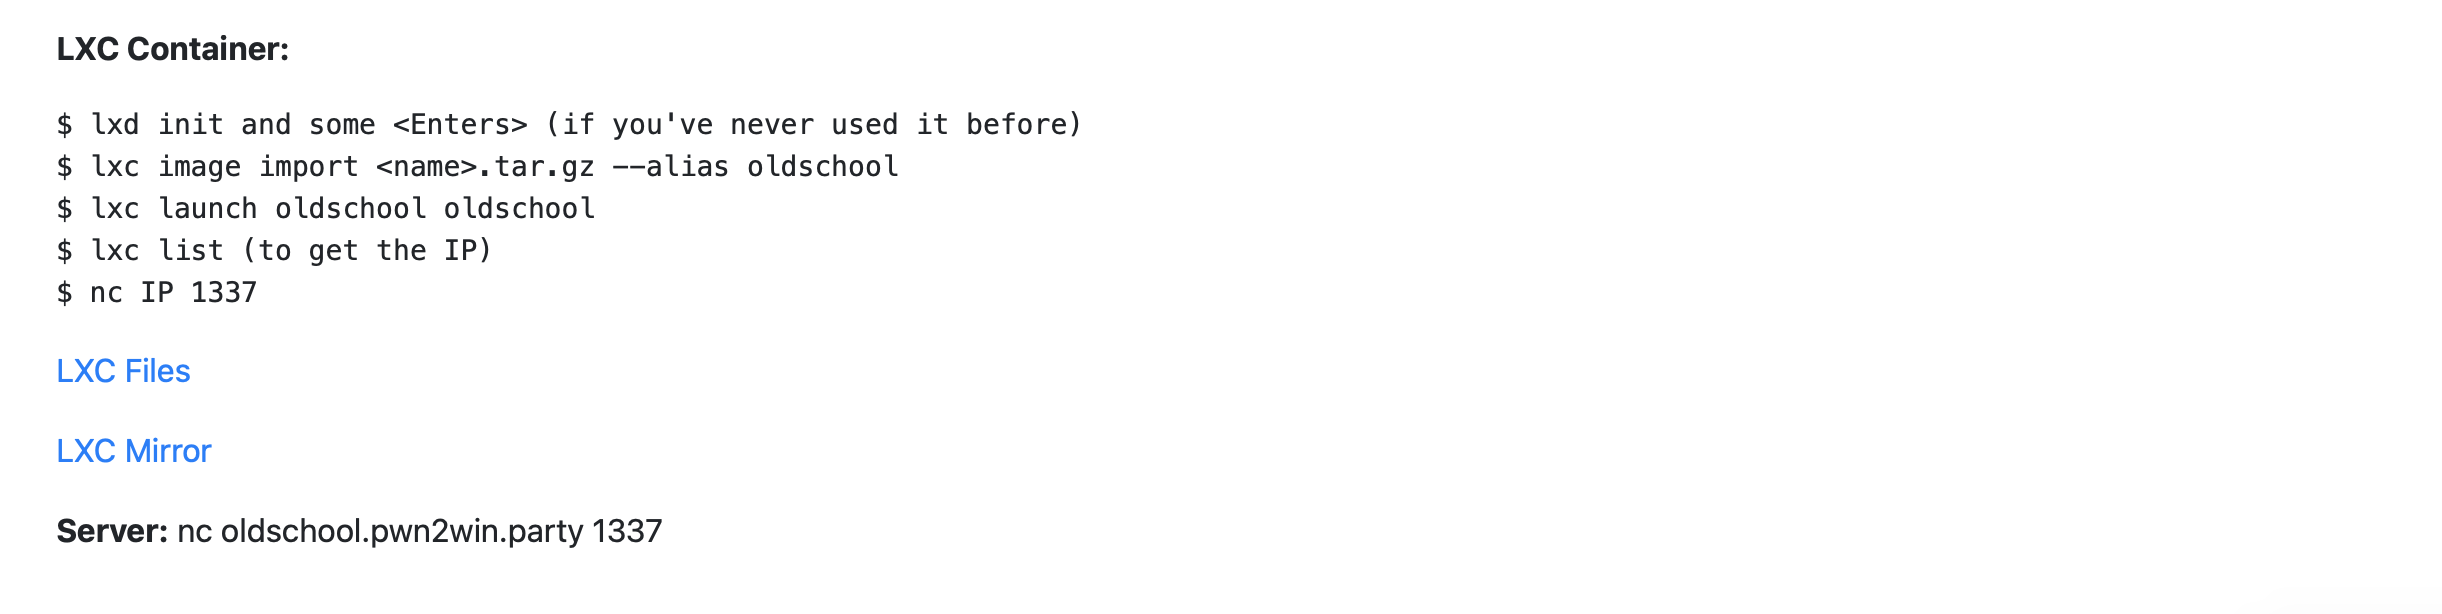 LXC Container:
$ lxd init and some <Enters> (if you've never used it before)
$ lxc image import <name>.tar.gz --alias oldschool
$ lxc launch oldschool oldschool
$ lxc list (to get the IP)
$ nc IP 1337
LXC Files
LXC Mirror
Server: nc oldschool.pwn2win.party 1337